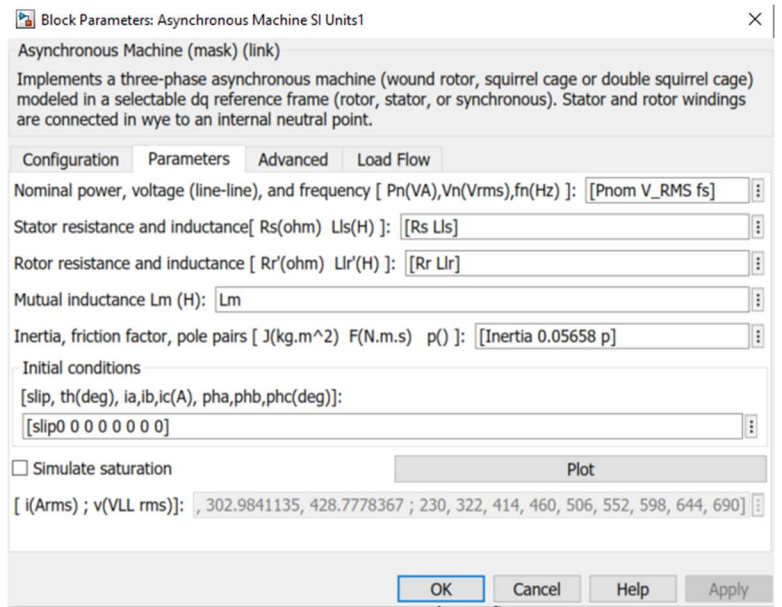 Block Parameters: Asynchronous Machine SI Units1
Asynchronous Machine (mask) (link)
Implements a three-phase asynchronous machine (wound rotor, squirrel cage or double squirrel cage)
modeled in a selectable dq reference frame (rotor, stator, or synchronous). Stator and rotor windings
are connected in wye to an internal neutral point.
Configuration Parameters Advanced Load Flow
Nominal power, voltage (line-line), and frequency [ Pn(VA),Vn(Vrms),fn(Hz) ]: [Pnom V_RMS fs]
Stator resistance and inductance[ Rs(ohm) Lls(H) ]: [Rs Lls]
Rotor resistance and inductance [ Rr'(ohm) Llr'(H) ]: [Rr Llr]
Mutual inductance Lm (H): Lm
Inertia, friction factor, pole pairs [ J(kg.m^2) F(N.m.s) p() ]: [Inertia 0.05658 p]
Initial conditions
[slip, th(deg), ia,ib,ic(A), pha,phb,phc(deg)]:
[slip0 0 0 0 0 0 0 0]
Simulate saturation Plot
[ i(Arms) ; v(VLL rms)]: , 302.9841135, 428.7778367 ; 230, 322, 414, 460, 506, 552, 598, 644, 690]
OK Cancel Help Apply